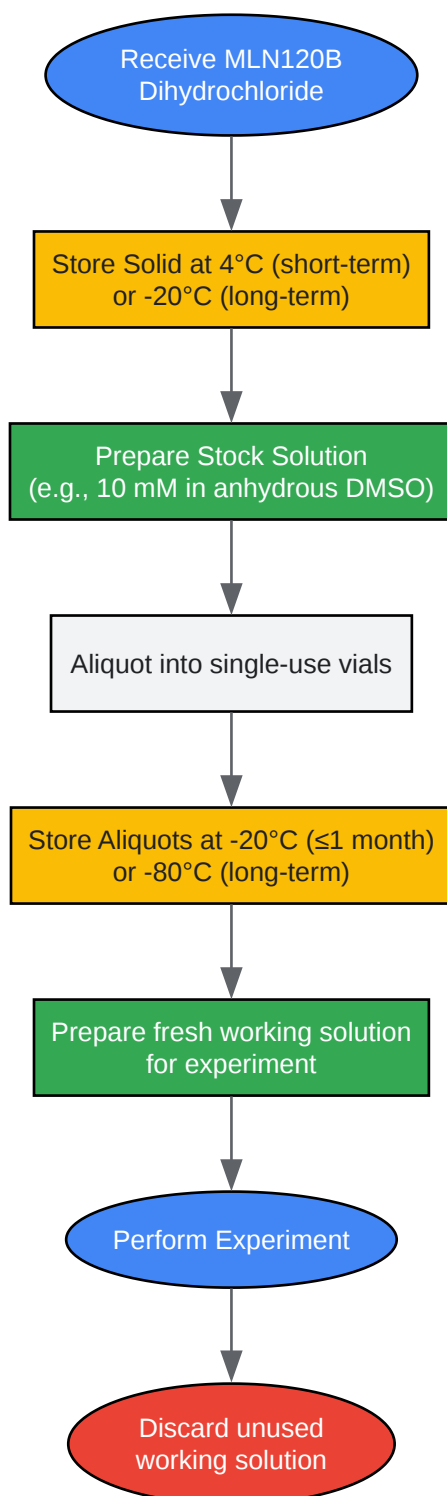 Receive MLN120B
Dihydrochloride
Store Solid at 4°C (short-term)
or -20°C (long-term)
Prepare Stock Solution
(e.g., 10 mM in anhydrous DMSO)
Aliquot into single-use vials
Store Aliquots at -20°C (≤1 month)
or -80°C (long-term)
Prepare fresh working solution
for experiment
Perform Experiment
Discard unused
working solution